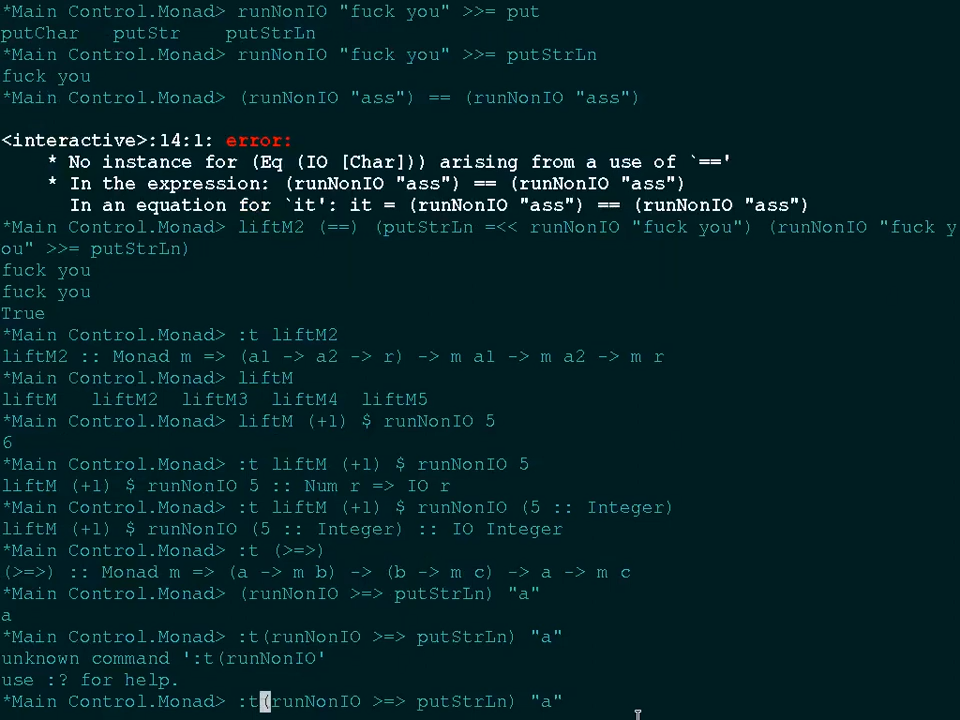 *Main Control.Monad> runNonIO "fuck you" >>= put
putChar   putStr    putStrLn
*Main Control.Monad> runNonIO "fuck you" >>= putStrLn
fuck you
*Main Control.Monad> (runNonIO "ass") == (runNonIO "ass")
<interactive>:14:1: error:
    * No instance for (Eq (IO [Char])) arising from a use of `=='
    * In the expression: (runNonIO "ass") == (runNonIO "ass")
      In an equation for `it': it = (runNonIO "ass") == (runNonIO "ass")
*Main Control.Monad> liftM2 (==) (putStrLn =<< runNonIO "fuck you") (runNonIO "fuck y
ou" >>= putStrLn)
fuck you
fuck you
True
*Main Control.Monad> :t liftM2
liftM2 :: Monad m => (a1 -> a2 -> r) -> m a1 -> m a2 -> m r
*Main Control.Monad> liftM
liftM   liftM2  liftM3  liftM4  liftM5
*Main Control.Monad> liftM (+1) $ runNonIO 5
6
*Main Control.Monad> :t liftM (+1) $ runNonIO 5
liftM (+1) $ runNonIO 5 :: Num r => IO r
*Main Control.Monad> :t liftM (+1) $ runNonIO (5 :: Integer)
liftM (+1) $ runNonIO (5 :: Integer) :: IO Integer
*Main Control.Monad> :t (>=>)
(>=>) :: Monad m => (a -> m b) -> (b -> m c) -> a -> m c
*Main Control.Monad> (runNonIO >=> putStrLn) "a"
a
*Main Control.Monad> :t(runNonIO >=> putStrLn) "a"
unknown command ':t(runNonIO'
use :? for help.
*Main Control.Monad> :t(runNonIO >=> putStrLn) "a"